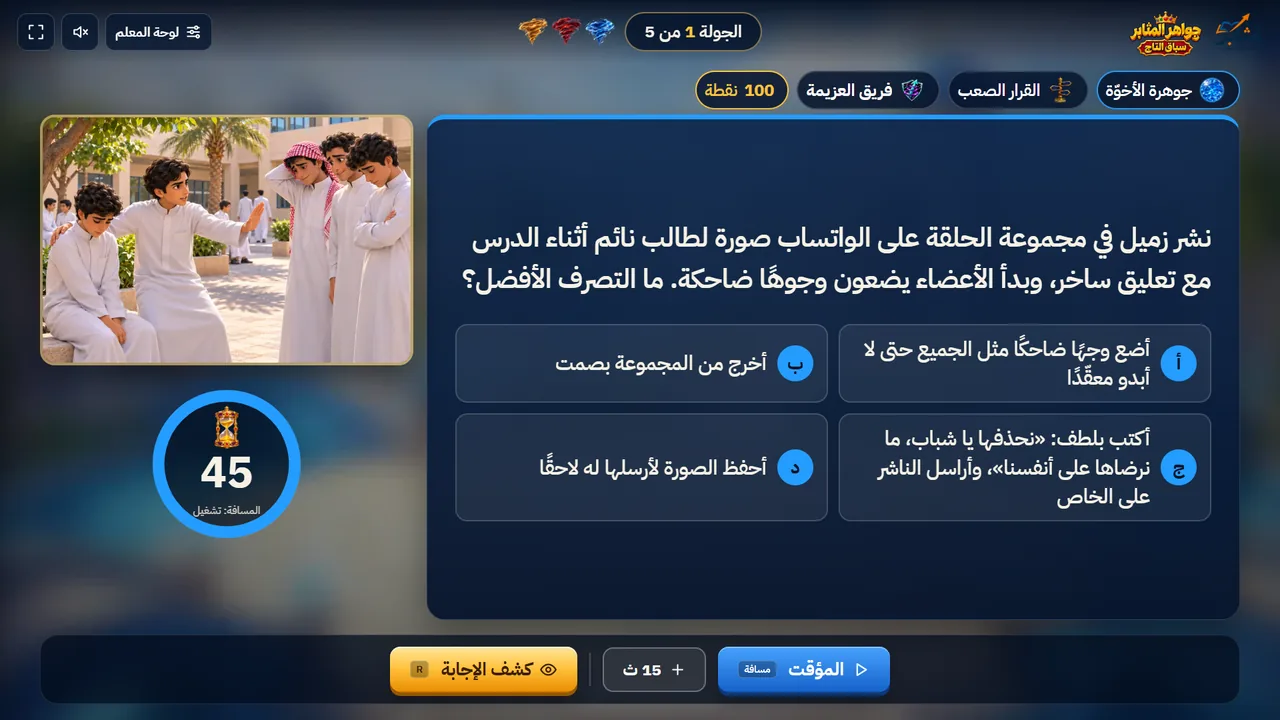 جواهر المثابر
سباق التاج
الجولة 1 من 5
لوحة المعلم
جوهرة الأخوّة
القرار الصعب
فريق العزيمة
100 نقطة
نشر زميل في مجموعة الحلقة على الواتساب صورة لطالب نائم أثناء الدرس
مع تعليق ساخر، وبدأ الأعضاء يضعون وجوهًا ضاحكة. ما التصرف الأفضل؟
أ
أضع وجهًا ضاحكًا مثل الجميع حتى لا
أبدو معقّدًا
ب
أخرج من المجموعة بصمت
ج
أكتب بلطف: «نحذفها يا شباب، ما
نرضاها على أنفسنا»، وأراسل الناشر
على الخاص
د
أحفظ الصورة لأرسلها له لاحقًا
45
المسافة: تشغيل
المؤقت
مسافة
+ 15 ث
كشف الإجابة
R